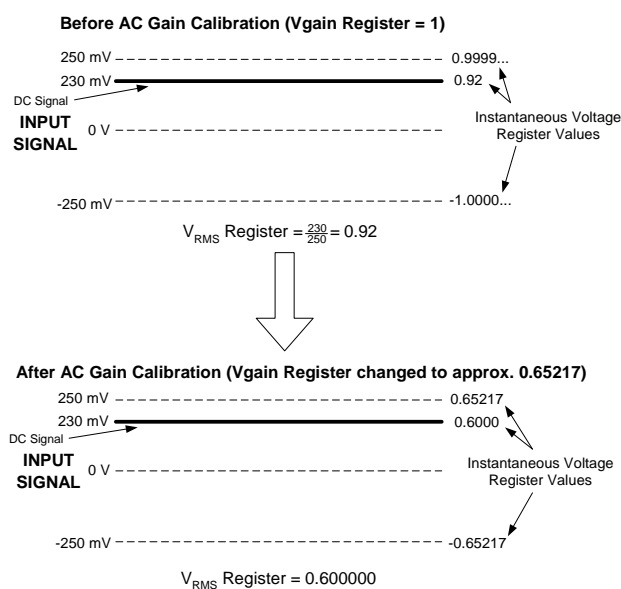 Before AC Gain Calibration (Vgain Register = 1)
250 mV 0.9999...
230 mV 0.92
DC Signal
INPUT
SIGNAL
0 V
Instantaneous Voltage
Register Values
-250 mV -1.0000...
VRMS Register = 230/250 = 0.92
After AC Gain Calibration (Vgain Register changed to approx. 0.65217)
250 mV 0.65217
230 mV 0.6000
DC Signal
INPUT
SIGNAL
0 V
Instantaneous Voltage
Register Values
-250 mV -0.65217
VRMS Register = 0.600000